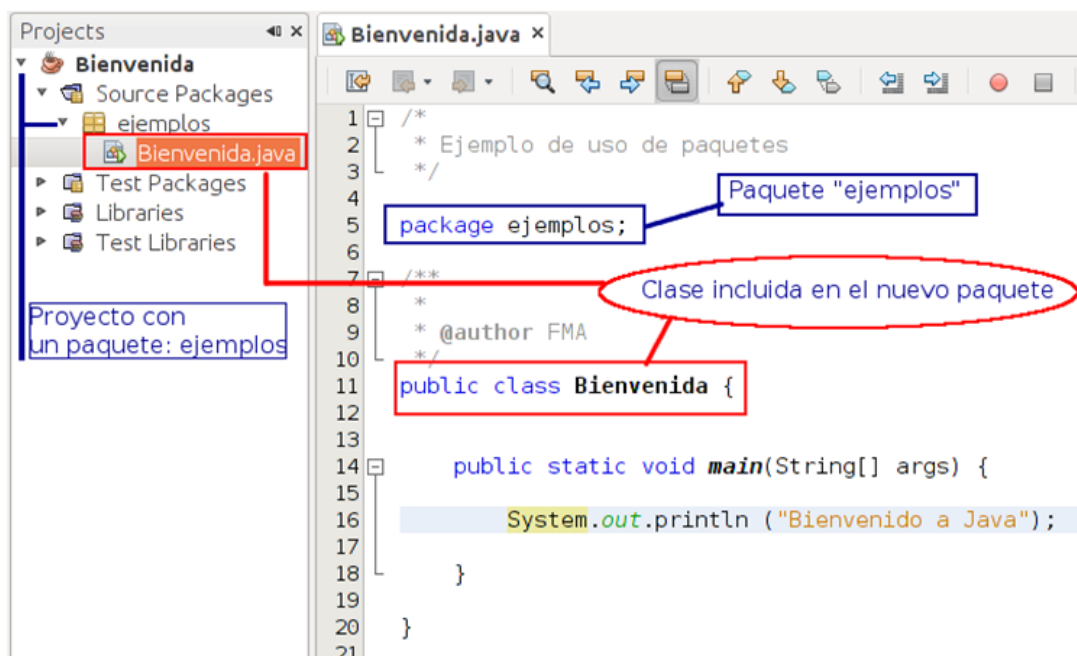 Projects
Bienvenida
Source Packages
ejemplos
Bienvenida.java
Test Packages
Libraries
Test Libraries
Proyecto con
un paquete: ejemplos
Bienvenida.java ×
1 /*
2 * Ejemplo de uso de paquetes
3 */
4
Paquete "ejemplos"
5 package ejemplos;
6
7 /**
8 *
Clase incluida en el nuevo paquete
9 * @author FMA
10 */
11 public class Bienvenida {
12
13
14 public static void main(String[] args) {
15
16 System.out.println ("Bienvenido a Java");
17
18 }
19
20 }
21